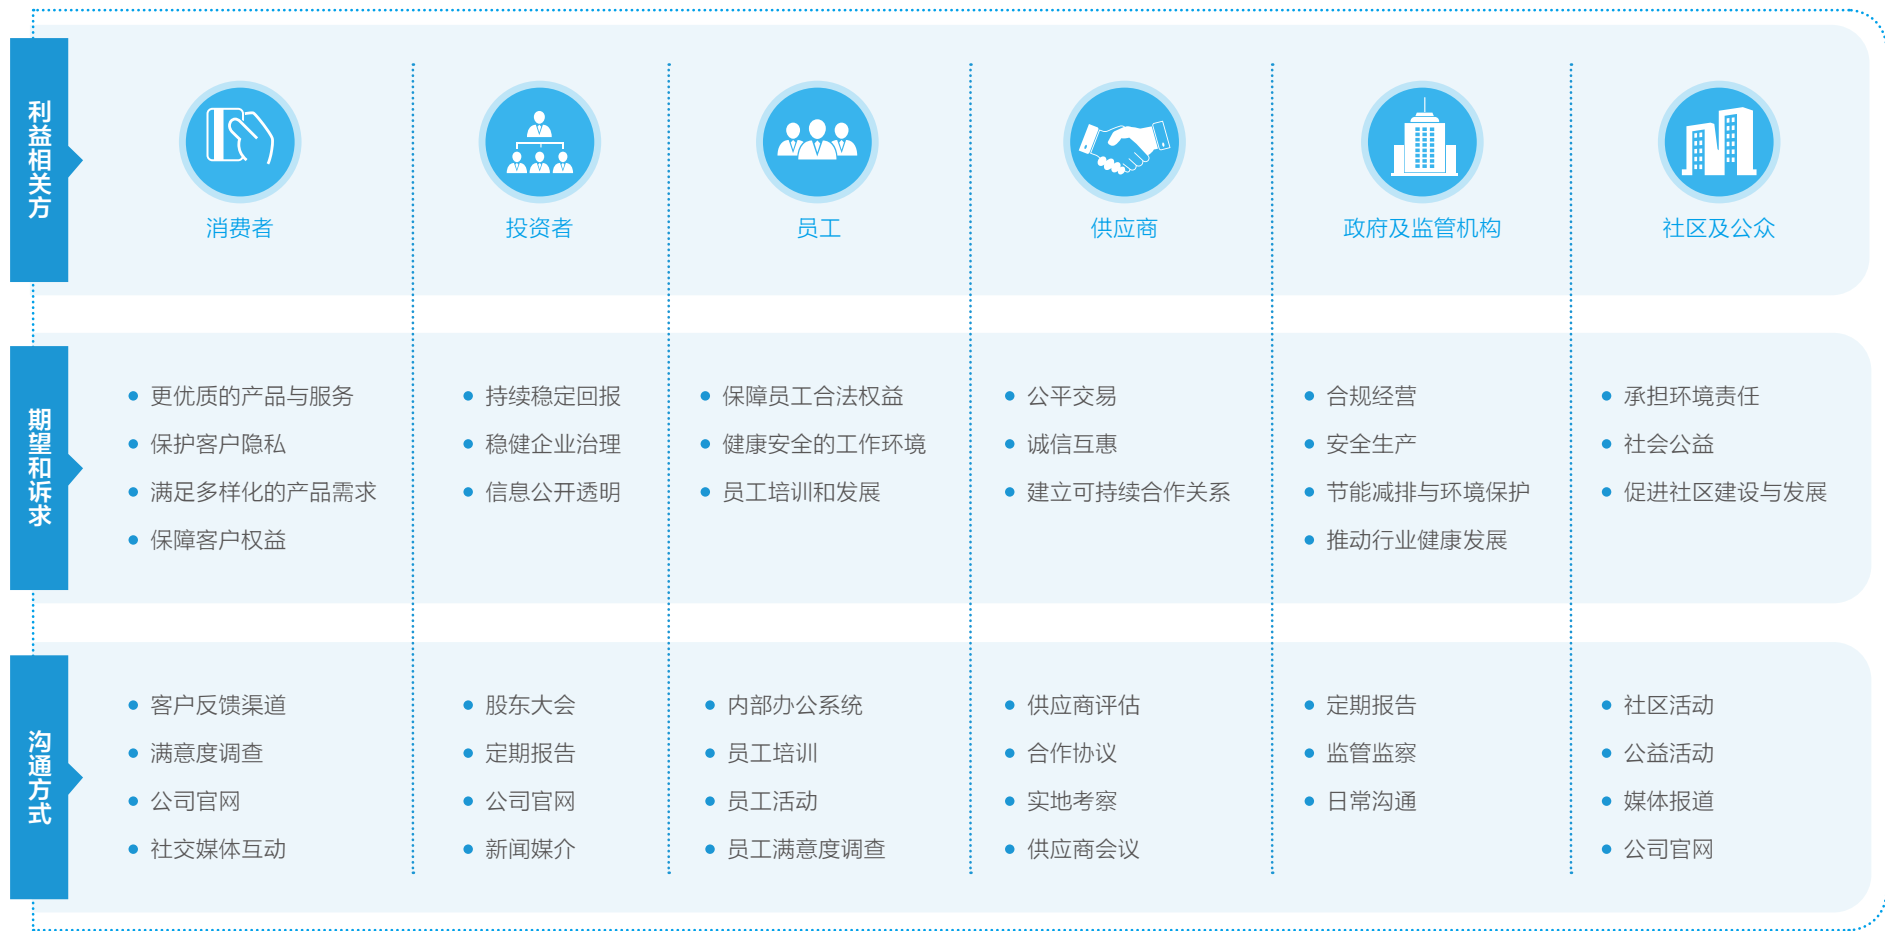 利益相关方
消费者
投资者
员工
供应商
政府及监管机构
社区及公众
期望和诉求
更优质的产品与服务
保护客户隐私
满足多样化的产品需求
保障客户权益
持续稳定回报
稳健企业治理
信息公开透明
保障员工合法权益
健康安全的工作环境
员工培训和发展
公平交易
诚信互惠
建立可持续合作关系
合规经营
安全生产
节能减排与环境保护
推动行业健康发展
承担环境责任
社会公益
促进社区建设与发展
沟通方式
客户反馈渠道
满意度调查
公司官网
社交媒体互动
股东大会
定期报告
公司官网
新闻媒介
内部办公系统
员工培训
员工活动
员工满意度调查
供应商评估
合作协议
实地考察
供应商会议
定期报告
监管监察
日常沟通
社区活动
公益活动
媒体报道
公司官网